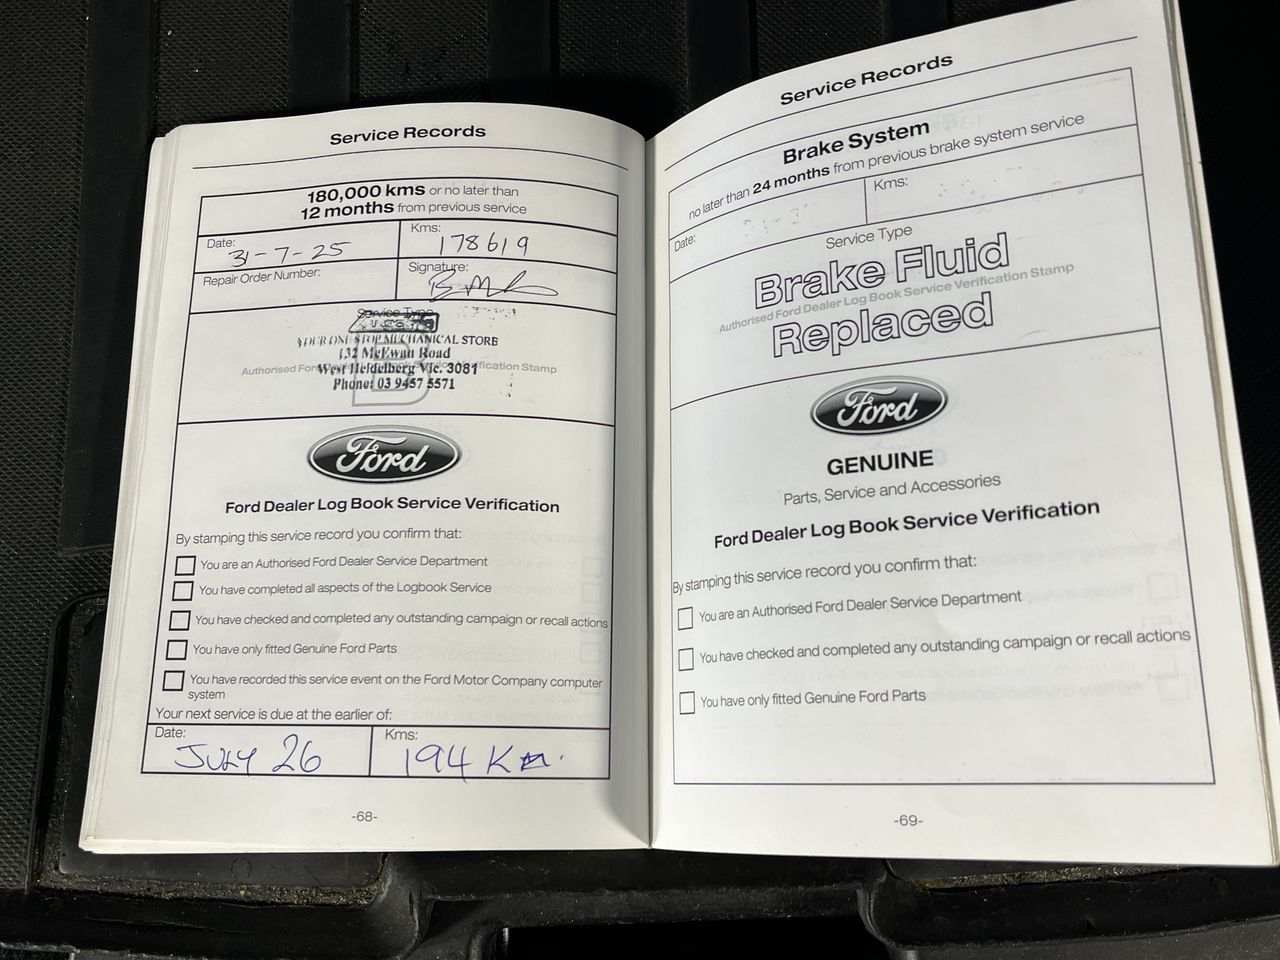 Service Records
180,000 kms or no later than
12 months from previous service
Date: 31-7-25
Kms: 178619
Repair Order Number:
Signature:
Service Type
YOUR ONE STOP MECHANICAL STORE
132 McEwan Road
West Heidelberg Vic. 3081
Authorised Ford Dealer Log Book Service Verification Stamp
Phone: 03 9457 5571
B
Ford
Ford Dealer Log Book Service Verification
By stamping this service record you confirm that:
You are an Authorised Ford Dealer Service Department
You have completed all aspects of the Logbook Service
You have checked and completed any outstanding campaign or recall actions
You have only fitted Genuine Ford Parts
You have recorded this service event on the Ford Motor Company computer
system
Your next service is due at the earlier of:
Date: JULY 26
Kms: 194 K
-68-
Service Records
Brake System
no later than 24 months from previous brake system service
Date:
Kms:
Service Type
Brake Fluid
Authorised Ford Dealer Log Book Service Verification Stamp
Replaced
Ford
GENUINE
Parts, Service and Accessories
Ford Dealer Log Book Service Verification
By stamping this service record you confirm that:
You are an Authorised Ford Dealer Service Department
You have checked and completed any outstanding campaign or recall actions
You have only fitted Genuine Ford Parts
-69-